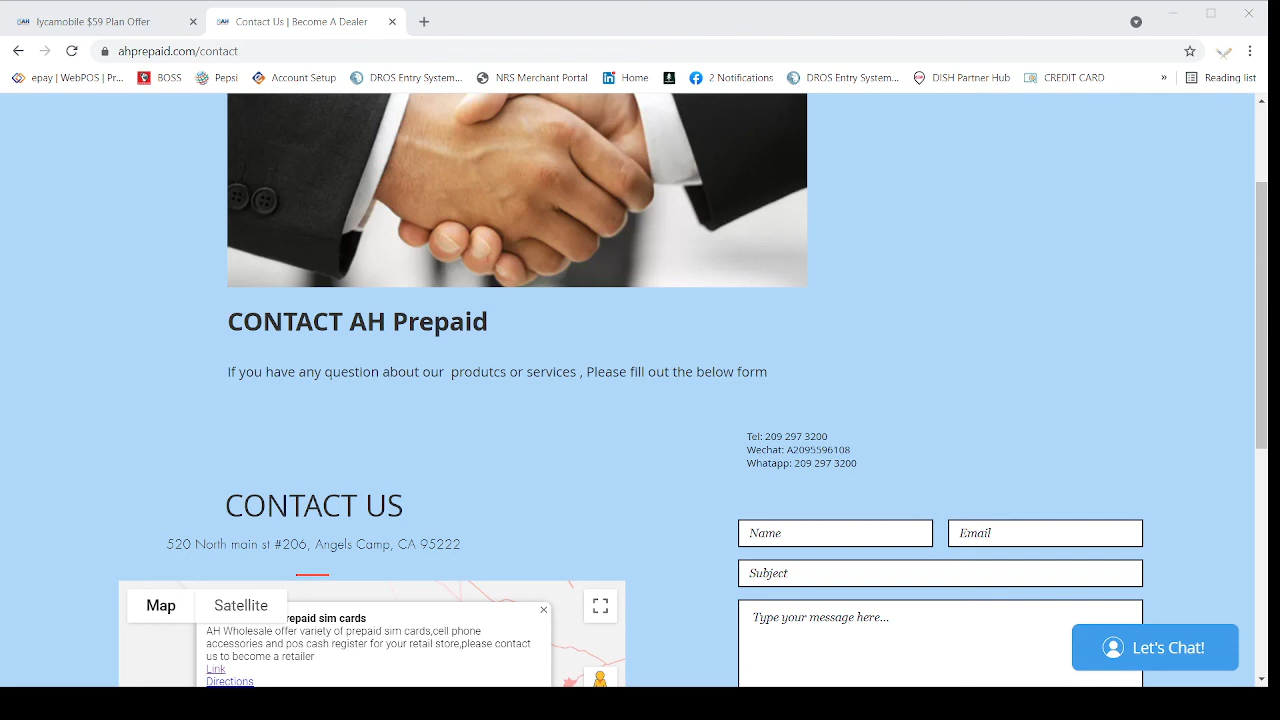 lycamobile $59 Plan Offer
Contact Us | Become A Dealer
ahprepaid.com/contact
epay | WebPOS | Pr...
BOSS
Pepsi
Account Setup
DROS Entry System...
NRS Merchant Portal
Home
2 Notifications
DROS Entry System...
DISH Partner Hub
CREDIT CARD
»
Reading list
CONTACT AH Prepaid
If you have any question about our produtcs or services , Please fill out the below form
Tel: 209 297 3200
Wechat: A2095596108
Whatapp: 209 297 3200
CONTACT US
520 North main st #206, Angels Camp, CA 95222
Name
Email
Subject
Type your message here...
Map
Satellite
repaid sim cards
AH Wholesale offer variety of prepaid sim cards,cell phone
accessories and pos cash register for your retail store,please contact
us to become a retailer
Link
Directions
Let's Chat!